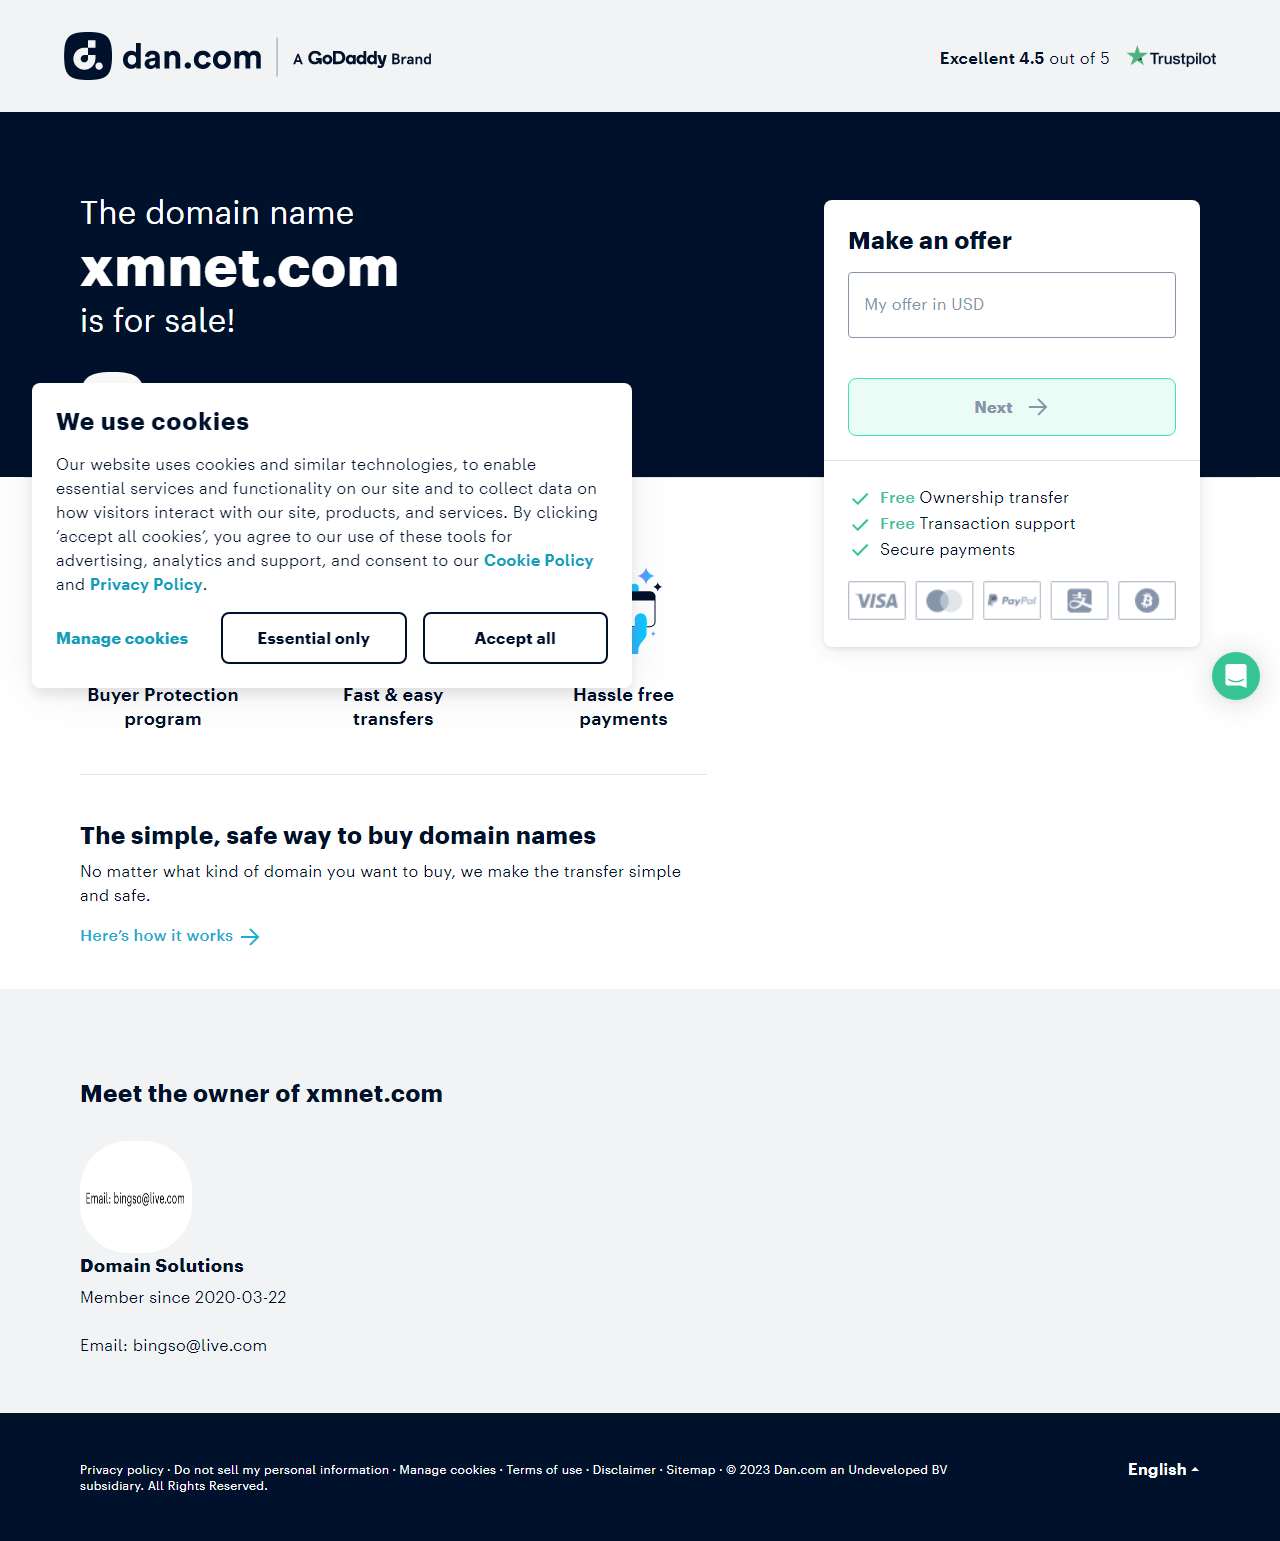 dan.com
A GoDaddy Brand
Excellent 4.5 out of 5
Trustpilot
The domain name
xmnet.com
is for sale!
Make an offer
My offer in USD
Next
Free Ownership transfer
Free Transaction support
Secure payments
VISA
PayPal
支
We use cookies
Our website uses cookies and similar technologies, to enable
essential services and functionality on our site and to collect data on
how visitors interact with our site, products, and services. By clicking
‘accept all cookies’, you agree to our use of these tools for
advertising, analytics and support, and consent to our Cookie Policy
and Privacy Policy.
Manage cookies
Essential only
Accept all
Buyer Protection
program
Fast & easy
transfers
Hassle free
payments
The simple, safe way to buy domain names
No matter what kind of domain you want to buy, we make the transfer simple
and safe.
Here’s how it works
Meet the owner of xmnet.com
Email: bingso@live.com
Domain Solutions
Member since 2020-03-22
Email: bingso@live.com
Privacy policy · Do not sell my personal information · Manage cookies · Terms of use · Disclaimer · Sitemap · © 2023 Dan.com an Undeveloped BV
subsidiary. All Rights Reserved.
English